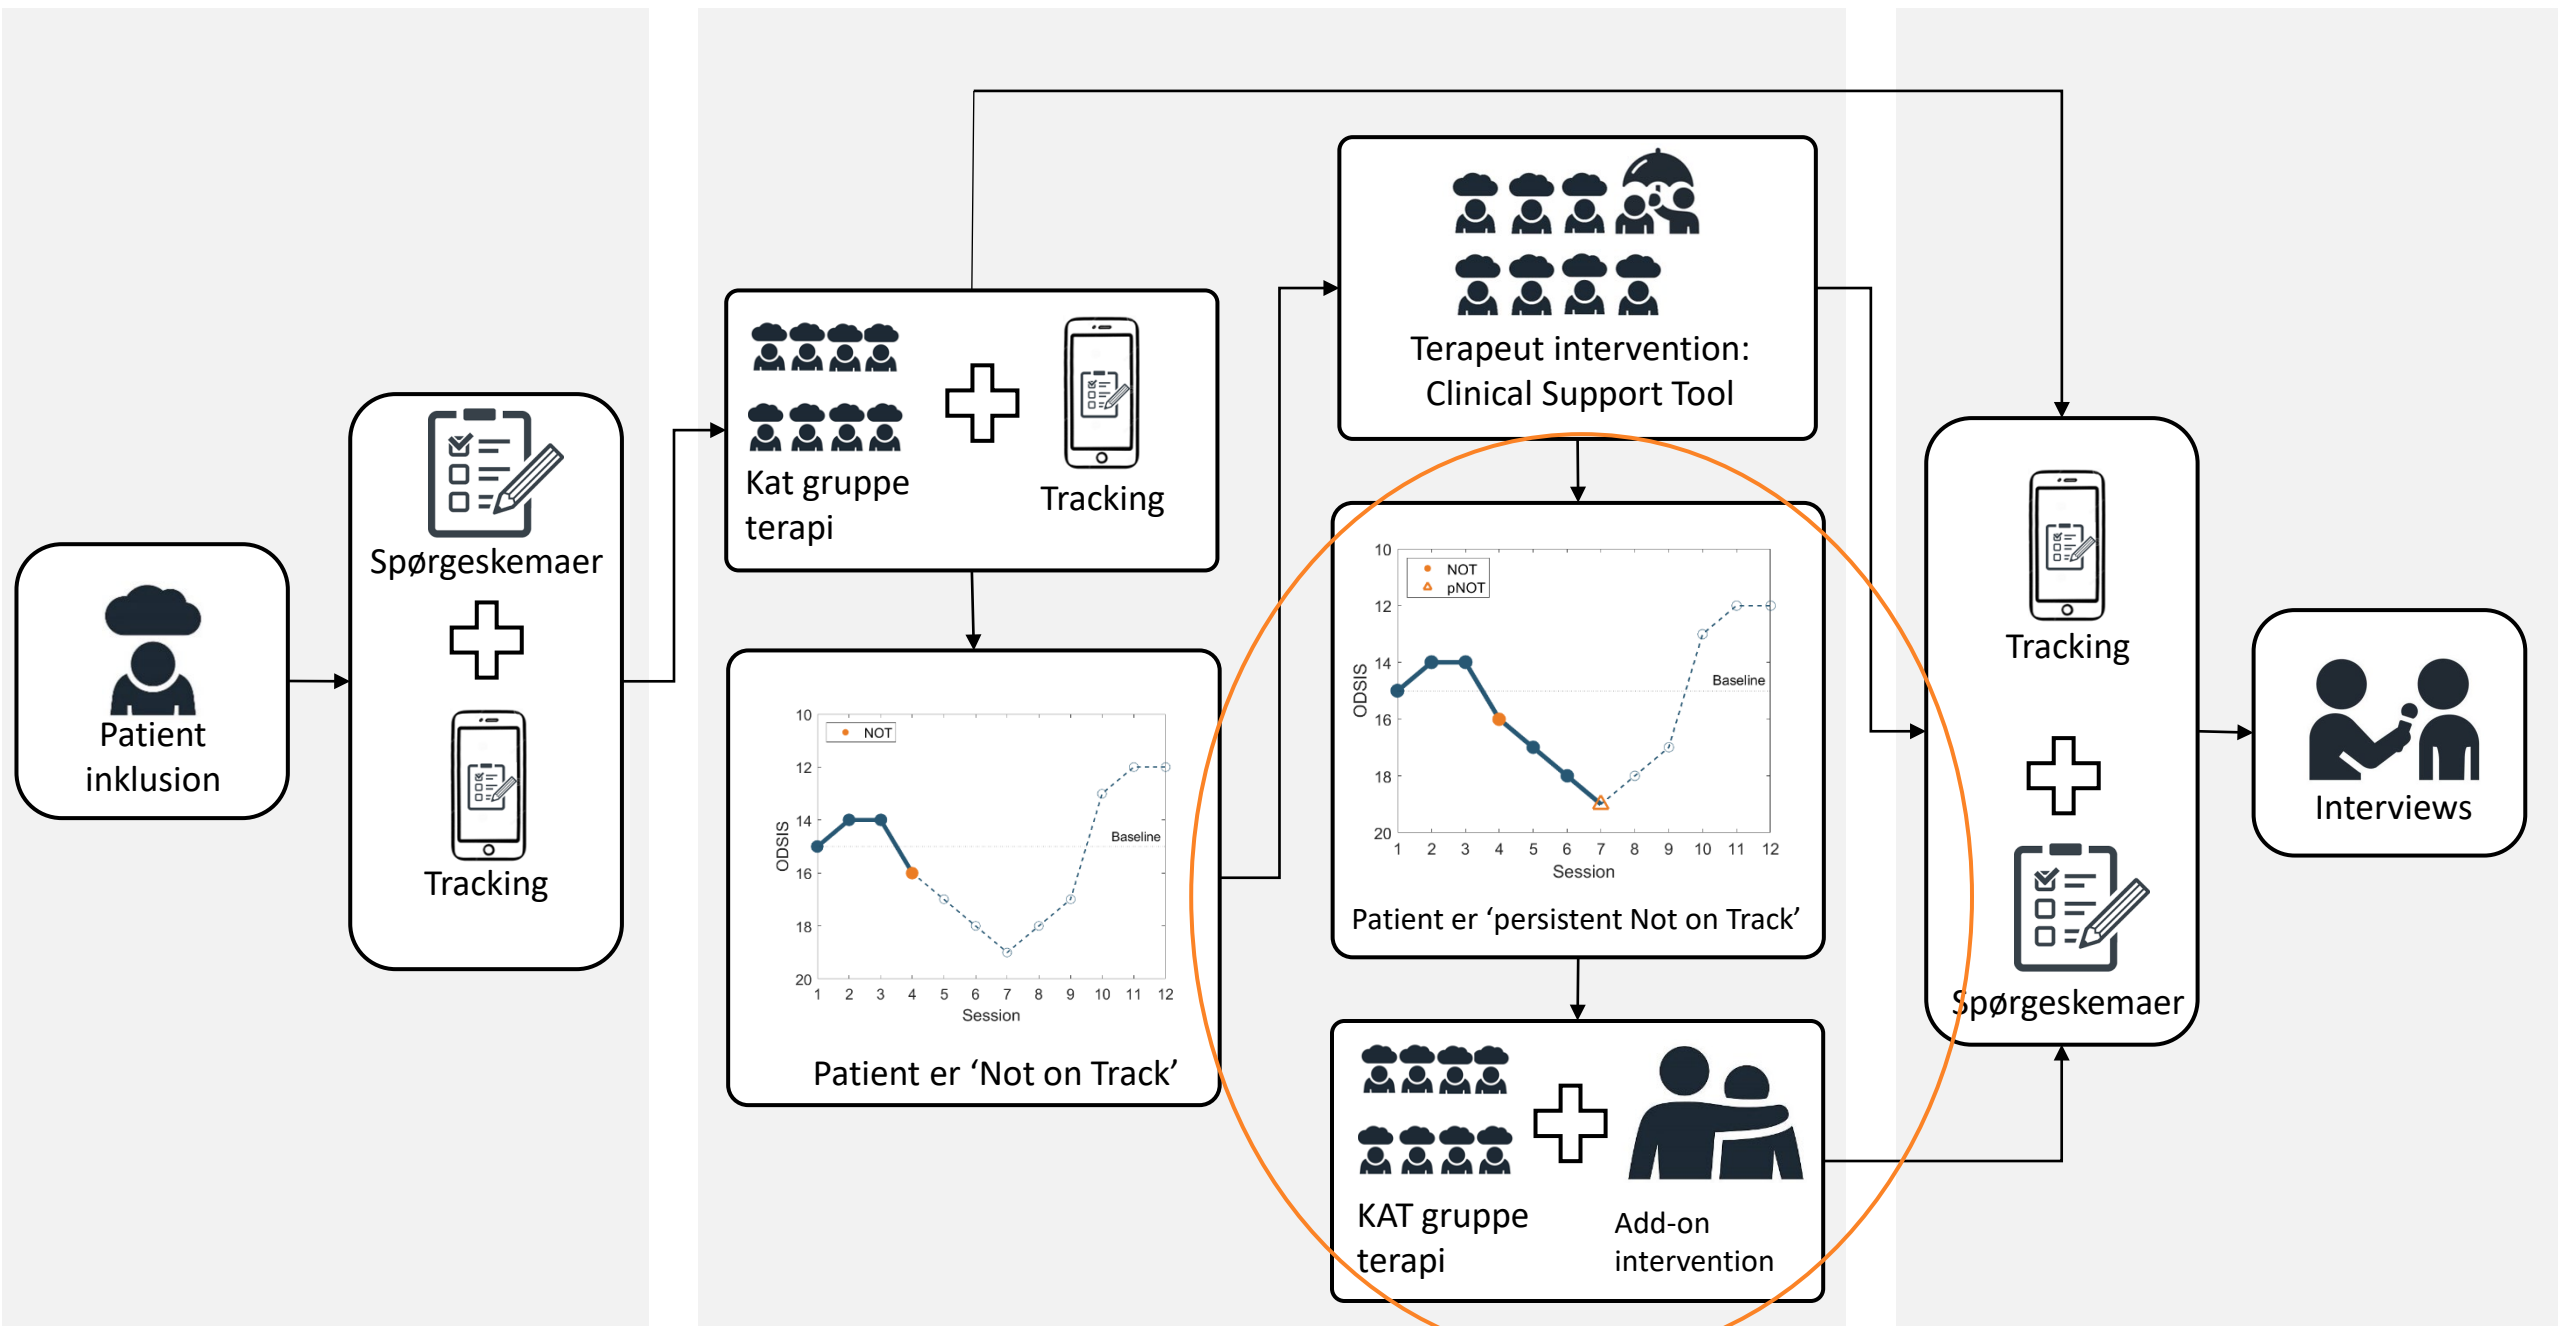 Patient
inklusion
Spørgeskemaer
Tracking
Kat gruppe
terapi
Tracking
NOT
10
12
14
16
18
20
ODSIS
Baseline
1 2 3 4 5 6 7 8 9 10 11 12
Session
Patient er ‘Not on Track’
Terapeut intervention:
Clinical Support Tool
NOT
pNOT
10
12
14
16
18
20
ODSIS
Baseline
1 2 3 4 5 6 7 8 9 10 11 12
Session
Patient er ‘persistent Not on Track’
KAT gruppe
terapi
Add-on
intervention
Tracking
Spørgeskemaer
Interviews